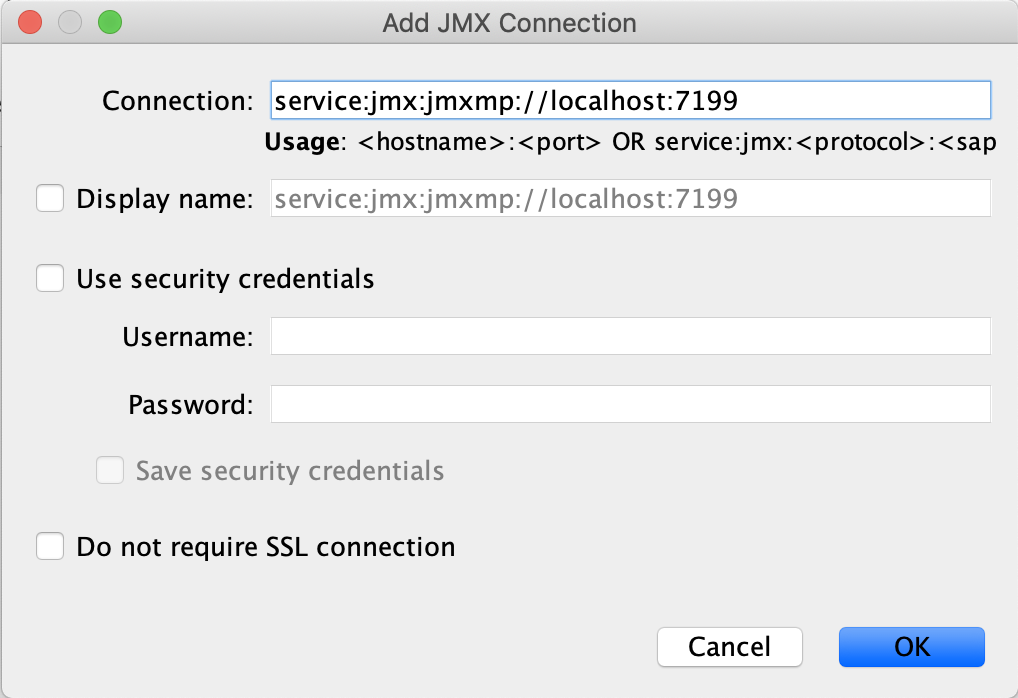 Add JMX Connection
Connection: service:jmx:jmxmp://localhost:7199
Usage: <hostname>:<port> OR service:jmx:<protocol>:<sap
Display name: service:jmx:jmxmp://localhost:7199
Use security credentials
Username:
Password:
Save security credentials
Do not require SSL connection
Cancel OK